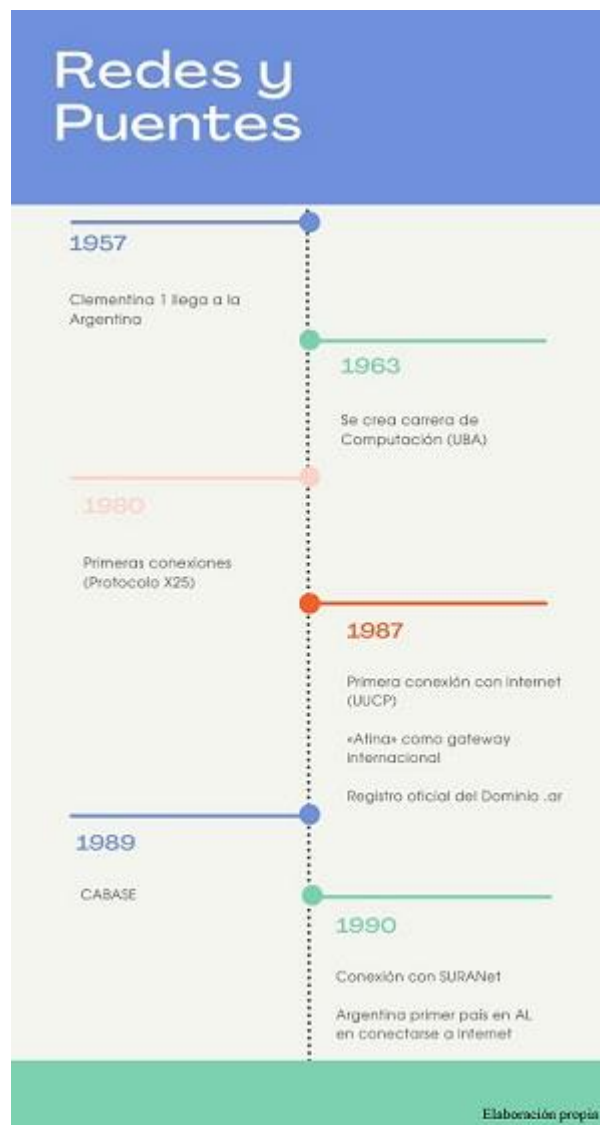 Redes y
Puentes
1957
Clementina 1 llega a la
Argentina
1963
Se crea carrera de
Computación (UBA)
1980
Primeras conexiones
(Protocolo X25)
1987
Primera conexión con internet
(UUCP)
«Atina» como gateway
internacional
Registro oficial del Dominio .ar
1989
CABASE
1990
Conexión con SURANet
Argentina primer país en AL
en conectarse a Internet
Elaboración propia